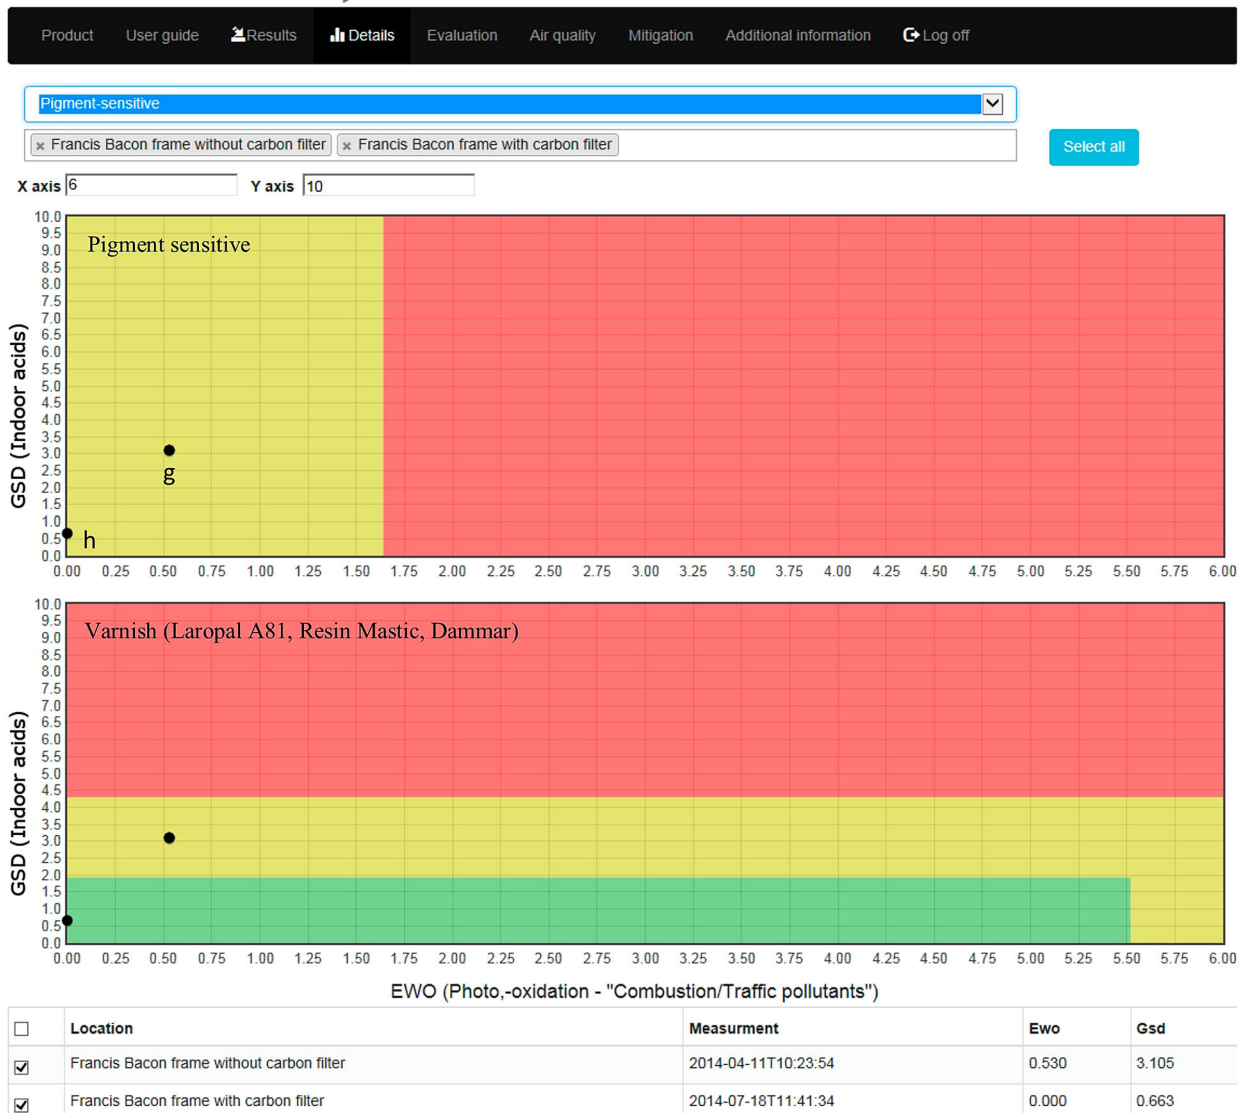 Product User guide Results Details Evaluation Air quality Mitigation Additional information Log off
Pigment-sensitive
× Francis Bacon frame without carbon filter × Francis Bacon frame with carbon filter Select all
X axis 6 Y axis 10
10.0
9.5
Pigment sensitive
9.0
8.5
8.0
7.5
7.0
6.5
6.0
5.5
5.0
4.5
4.0
3.5
3.0
2.5
2.0
1.5
1.0
0.5
0.0
GSD (Indoor acids)
g
h
0.00 0.25 0.50 0.75 1.00 1.25 1.50 1.75 2.00 2.25 2.50 2.75 3.00 3.25 3.50 3.75 4.00 4.25 4.50 4.75 5.00 5.25 5.50 5.75 6.00
10.0
9.5
Varnish (Laropal A81, Resin Mastic, Dammar)
9.0
8.5
8.0
7.5
7.0
6.5
6.0
5.5
5.0
4.5
4.0
3.5
3.0
2.5
2.0
1.5
1.0
0.5
0.0
GSD (Indoor acids)
0.00 0.25 0.50 0.75 1.00 1.25 1.50 1.75 2.00 2.25 2.50 2.75 3.00 3.25 3.50 3.75 4.00 4.25 4.50 4.75 5.00 5.25 5.50 5.75 6.00
EWO (Photo,-oxidation - "Combustion/Traffic pollutants")
Location Measurment Ewo Gsd
Francis Bacon frame without carbon filter 2014-04-11T10:23:54 0.530 3.105
Francis Bacon frame with carbon filter 2014-07-18T11:41:34 0.000 0.663